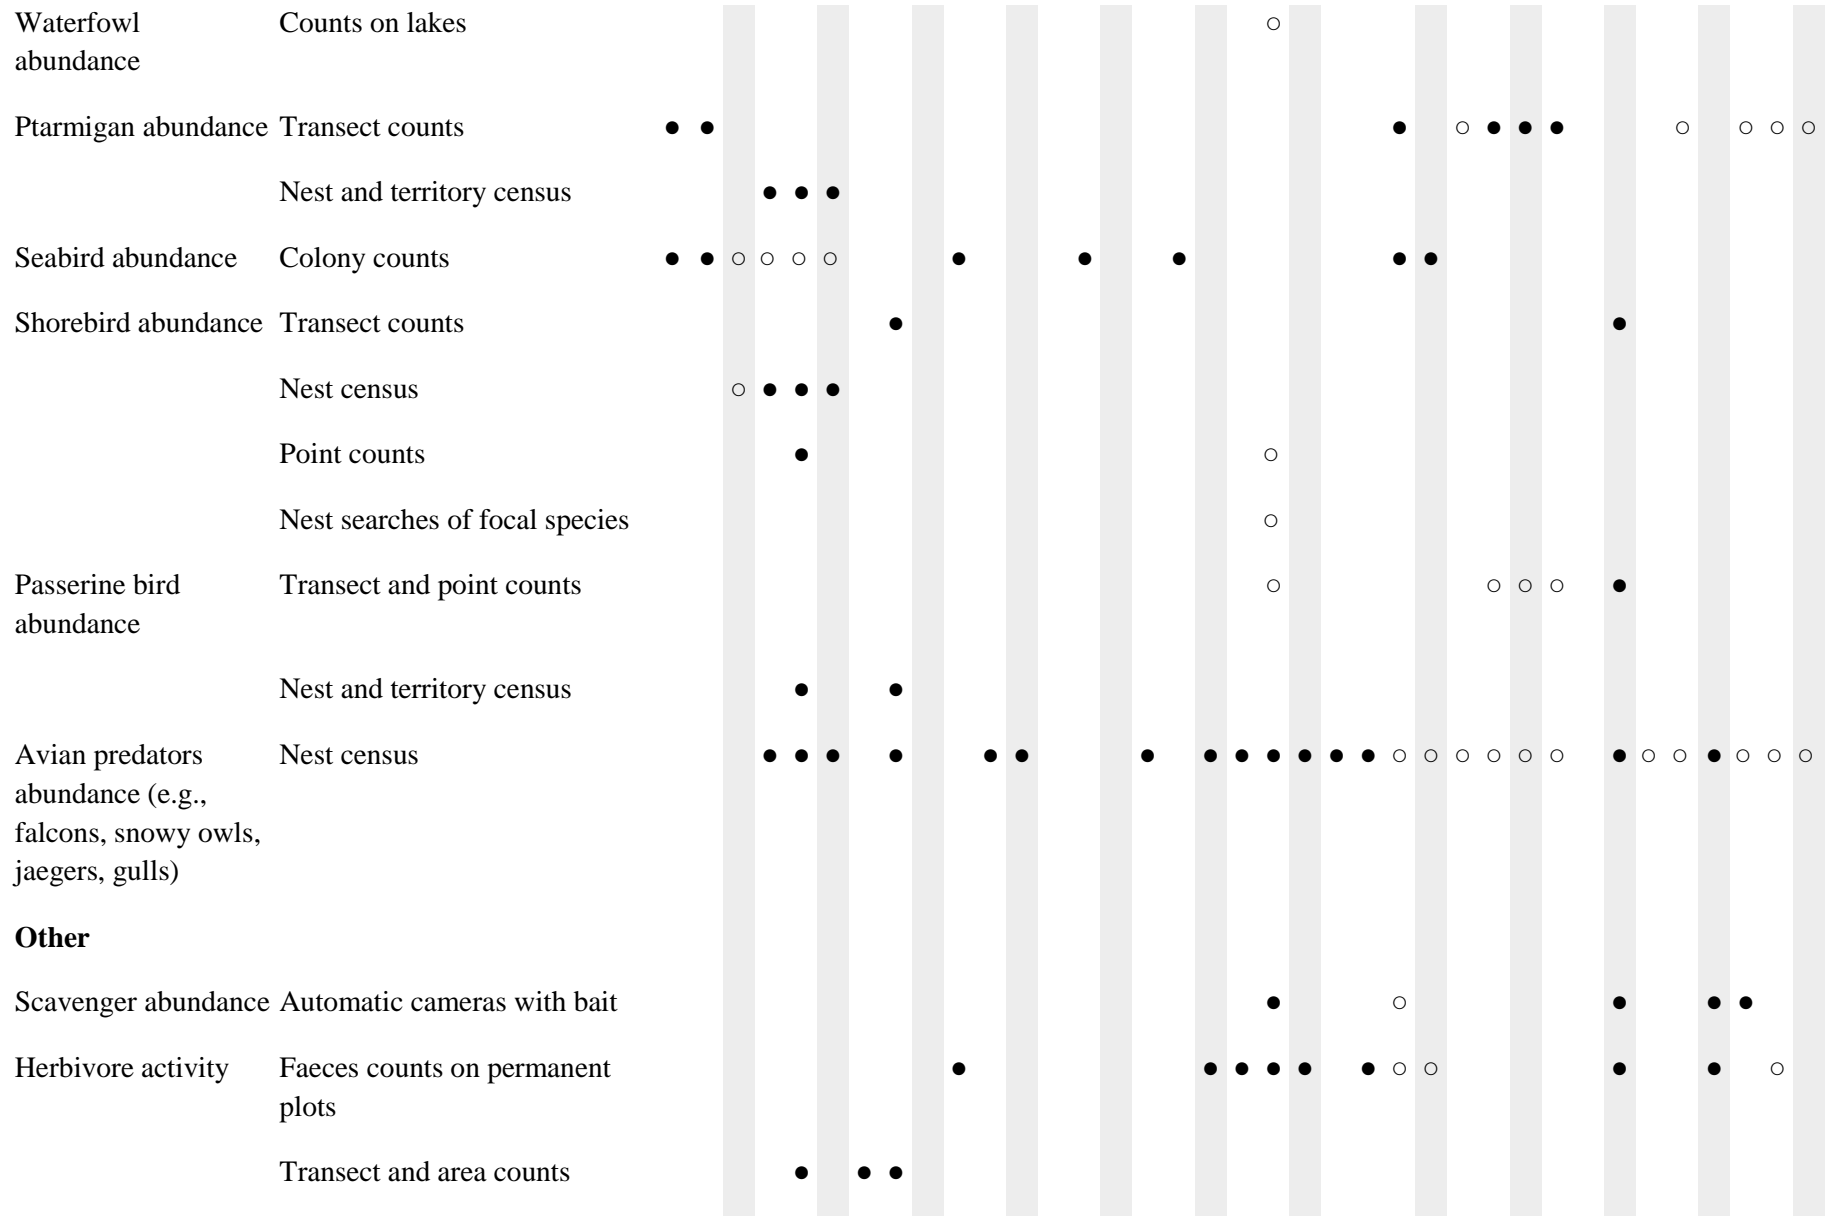 Waterfowl abundance Counts on lakes ○
Ptarmigan abundance Transect counts ● ● ● ○ ● ● ● ○ ○ ○ ○
Nest and territory census ● ● ●
Seabird abundance Colony counts ● ● ○ ○ ○ ○ ● ● ● ● ●
Shorebird abundance Transect counts ● ●
Nest census ○ ● ● ●
Point counts ● ○
Nest searches of focal species ○
Passerine bird abundance Transect and point counts ○ ○ ○ ○ ●
Nest and territory census ● ●
Avian predators abundance (e.g., falcons, snowy owls, jaegers, gulls) Nest census ● ● ● ● ● ● ● ● ● ● ● ● ● ○ ○ ○ ○ ○ ○ ● ○ ○ ● ○ ○ ○
Other
Scavenger abundance Automatic cameras with bait ● ○ ● ● ●
Herbivore activity Faeces counts on permanent plots ● ● ● ● ● ● ○ ○ ● ● ○
Transect and area counts ● ● ●